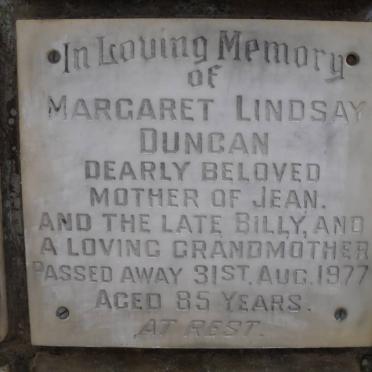 In Loving Memory
of
MARGARET LINDSAY
DUNCAN
DEARLY BELOVED
MOTHER OF JEAN.
AND THE LATE BILLY, AND
A LOVING GRANDMOTHER
PASSED AWAY 31ST. AUG. 1977
AGED 85 YEARS.
AT REST.